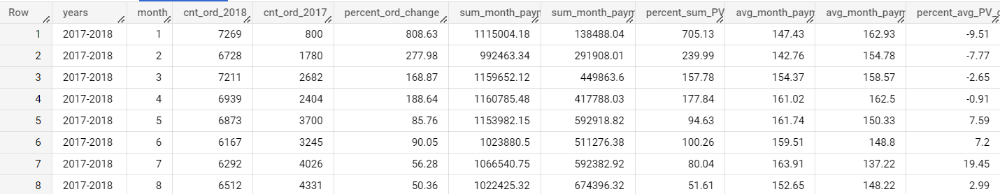 Row years month cnt_ord_2018 cnt_ord_2017 percent_ord_change sum_month_paym sum_month_paym percent_sum_PV avg_month_paym avg_month_paym percent_avg_PV_c
1 2017-2018 1 7269 800 808.63 1115004.18 138488.04 705.13 147.43 162.93 -9.51
2 2017-2018 2 6728 1780 277.98 992463.34 291908.01 239.99 142.76 154.78 -7.77
3 2017-2018 3 7211 2682 168.87 1159652.12 449863.6 157.78 154.37 158.57 -2.65
4 2017-2018 4 6939 2404 188.64 1160785.48 417788.03 177.84 161.02 162.5 -0.91
5 2017-2018 5 6873 3700 85.76 1153982.15 592918.82 94.63 161.74 150.33 7.59
6 2017-2018 6 6167 3245 90.05 1023880.5 511276.38 100.26 159.51 148.8 7.2
7 2017-2018 7 6292 4026 56.28 1066540.75 592382.92 80.04 163.91 137.22 19.45
8 2017-2018 8 6512 4331 50.36 1022425.32 674396.32 51.61 152.65 148.22 2.99